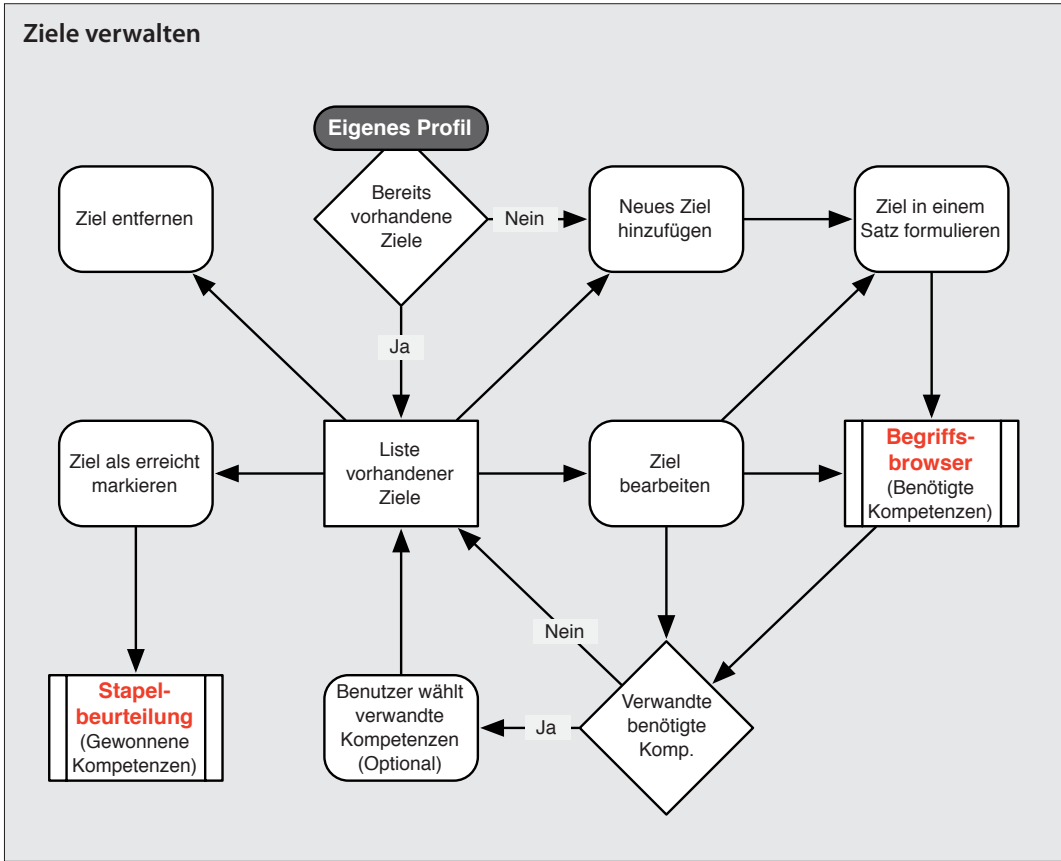 Ziele verwalten
Eigenes Profil
Ziel entfernen
Bereits
vorhandene
Ziele
Nein
Neues Ziel
hinzufügen
Ziel in einem
Satz formulieren
Ja
Ziel als erreicht
markieren
Liste
vorhandener
Ziele
Ziel
bearbeiten
Begriffs-
browser
(Benötigte
Kompetenzen)
Nein
Stapel-
beurteilung
(Gewonnene
Kompetenzen)
Benutzer wählt
verwandte
Kompetenzen
(Optional)
Ja
Verwandte
benötigte
Komp.